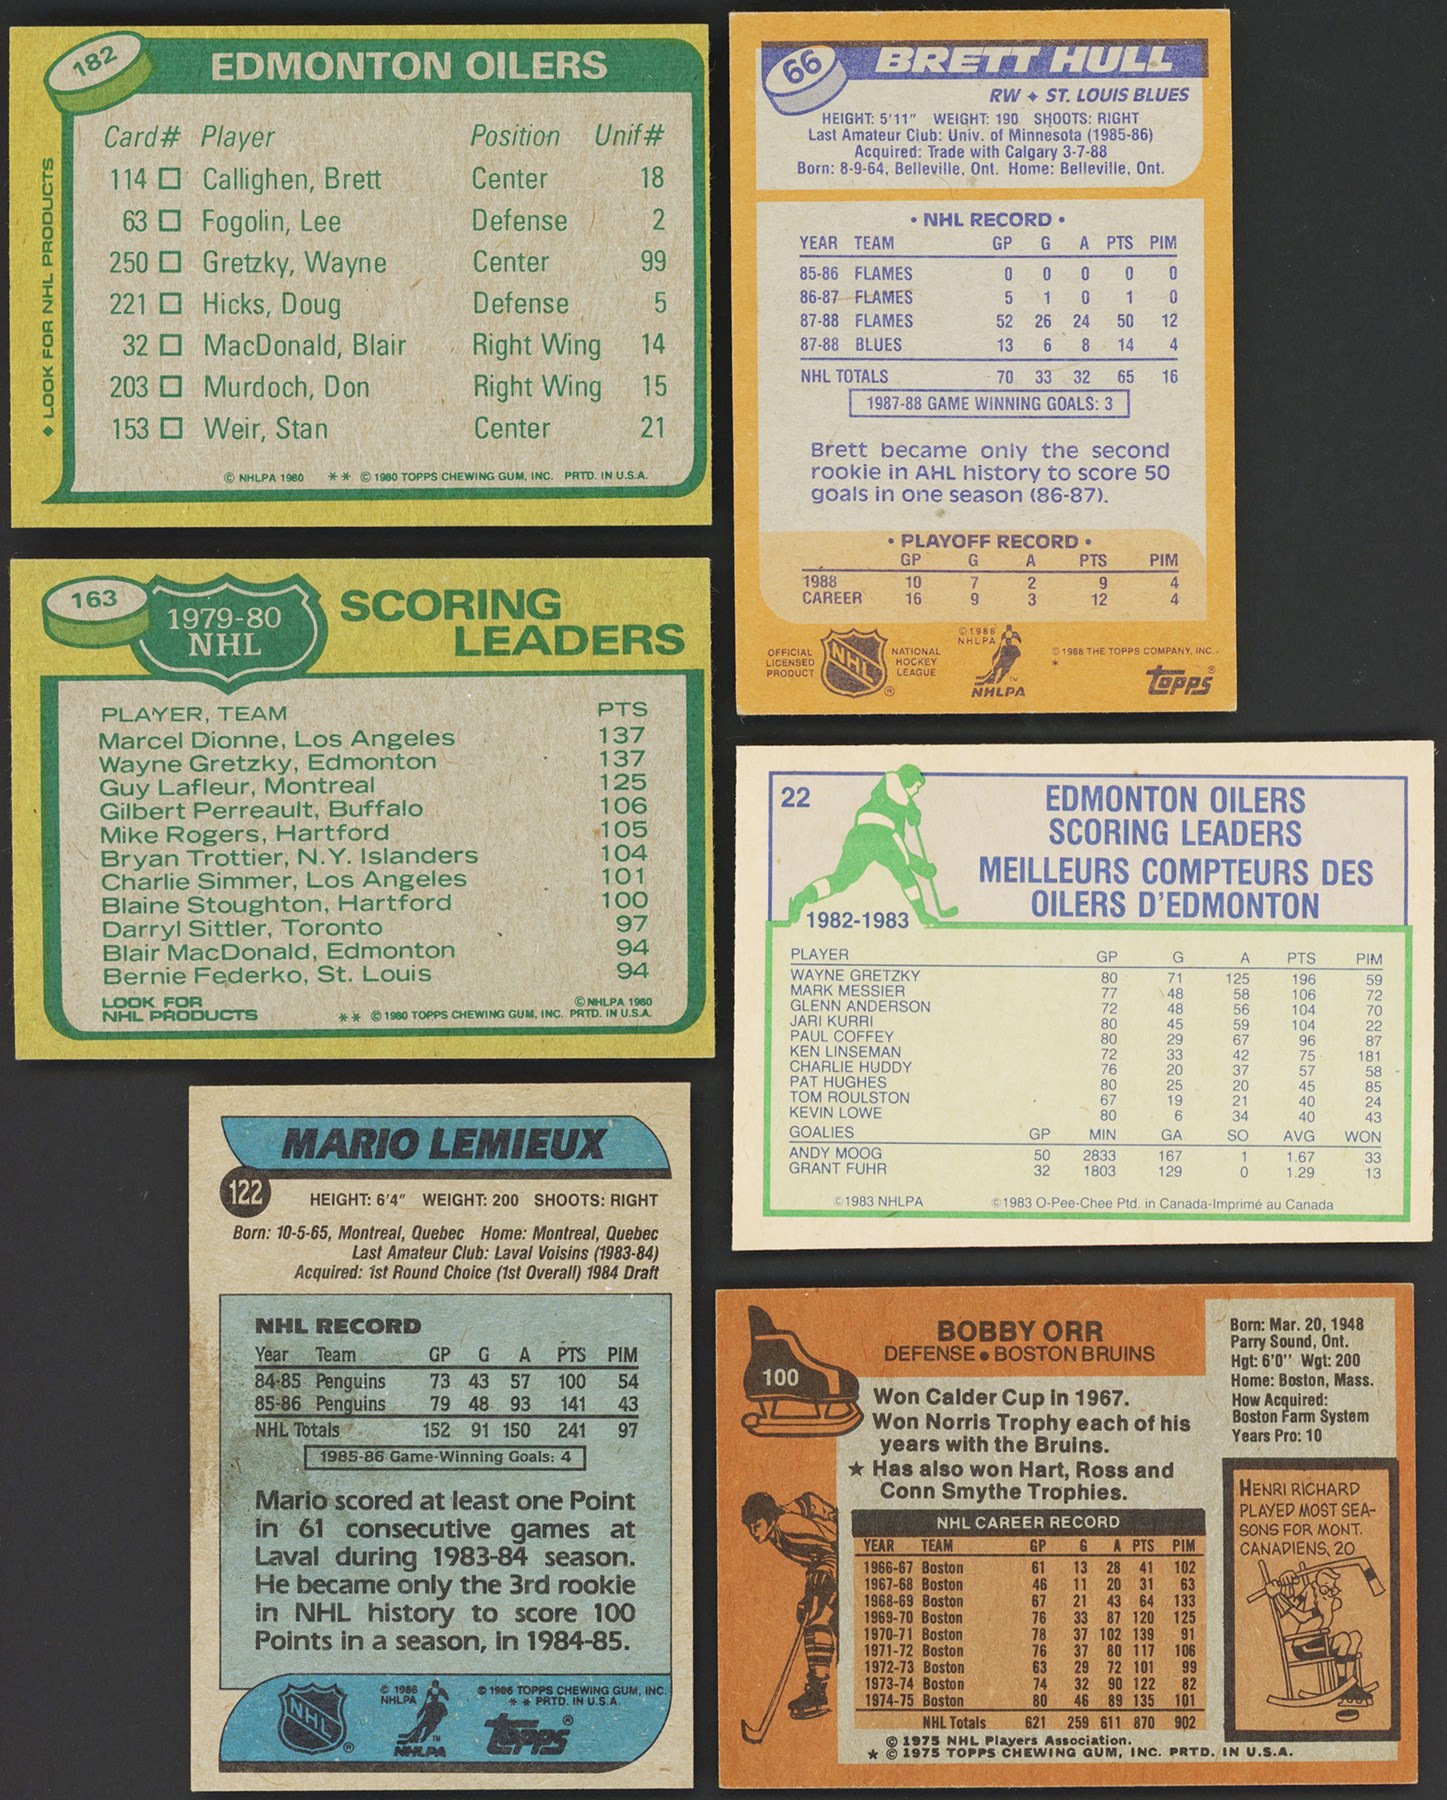 182
EDMONTON OILERS
Card# Player Position Unif#
114 Callighen, Brett Center 18
63 Fogolin, Lee Defense 2
250 Gretzky, Wayne Center 99
221 Hicks, Doug Defense 5
32 MacDonald, Blair Right Wing 14
203 Murdoch, Don Right Wing 15
153 Weir, Stan Center 21
LOOK FOR NHL PRODUCTS
© NHLPA 1980 ** © 1980 TOPPS CHEWING GUM, INC. PRTD. IN U.S.A.
66
BRETT HULL
RW ✦ ST. LOUIS BLUES
HEIGHT: 5'11" WEIGHT: 190 SHOOTS: RIGHT
Last Amateur Club: Univ. of Minnesota (1985-86)
Acquired: Trade with Calgary 3-7-88
Born: 8-9-64, Belleville, Ont. Home: Belleville, Ont.
• NHL RECORD •
YEAR TEAM GP G A PTS PIM
85-86 FLAMES 0 0 0 0 0
86-87 FLAMES 5 1 0 1 0
87-88 FLAMES 52 26 24 50 12
87-88 BLUES 13 6 8 14 4
NHL TOTALS 70 33 32 65 16
1987-88 GAME WINNING GOALS: 3
Brett became only the second
rookie in AHL history to score 50
goals in one season (86-87).
• PLAYOFF RECORD •
GP G A PTS PIM
1988 10 7 2 9 4
CAREER 16 9 3 12 4
OFFICIAL
LICENSED
PRODUCT
NHL
®
NATIONAL
HOCKEY
LEAGUE
NHLPA
TM
NHLPA
© 1988 THE TOPPS COMPANY, INC.
*
topps®
163
1979-80
NHL
SCORING
LEADERS
PLAYER, TEAM PTS
Marcel Dionne, Los Angeles 137
Wayne Gretzky, Edmonton 137
Guy Lafleur, Montreal 125
Gilbert Perreault, Buffalo 106
Mike Rogers, Hartford 105
Bryan Trottier, N.Y. Islanders 104
Charlie Simmer, Los Angeles 101
Blaine Stoughton, Hartford 100
Darryl Sittler, Toronto 97
Blair MacDonald, Edmonton 94
Bernie Federko, St. Louis 94
LOOK FOR
NHL PRODUCTS
© NHLPA 1980
** © 1980 TOPPS CHEWING GUM, INC. PRTD. IN U.S.A.
22
1982-1983
EDMONTON OILERS
SCORING LEADERS
MEILLEURS COMPTEURS DES
OILERS D'EDMONTON
PLAYER GP G A PTS PIM
WAYNE GRETZKY 80 71 125 196 59
MARK MESSIER 77 48 58 106 72
GLENN ANDERSON 72 48 56 104 70
JARI KURRI 80 45 59 104 22
PAUL COFFEY 80 29 67 96 87
KEN LINSEMAN 72 33 42 75 181
CHARLIE HUDDY 76 20 37 57 58
PAT HUGHES 80 25 20 45 85
TOM ROULSTON 67 19 21 40 24
KEVIN LOWE 80 6 34 40 43
GOALIES GP MIN GA SO AVG WON
ANDY MOOG 50 2833 167 1 1.67 33
GRANT FUHR 32 1803 129 0 1.29 13
© 1983 NHLPA © 1983 O-Pee-Chee Ptd. in Canada-Imprimé au Canada
MARIO LEMIEUX
122
HEIGHT: 6'4" WEIGHT: 200 SHOOTS: RIGHT
Born: 10-5-65, Montreal, Quebec Home: Montreal, Quebec
Last Amateur Club: Laval Voisins (1983-84)
Acquired: 1st Round Choice (1st Overall) 1984 Draft
NHL RECORD
Year Team GP G A PTS PIM
84-85 Penguins 73 43 57 100 54
85-86 Penguins 79 48 93 141 43
NHL Totals 152 91 150 241 97
1985-86 Game-Winning Goals: 4
Mario scored at least one Point
in 61 consecutive games at
Laval during 1983-84 season.
He became only the 3rd rookie
in NHL history to score 100
Points in a season, in 1984-85.
NHL
®
© 1986
NHLPA
TM
NHLPA
© 1986 TOPPS CHEWING GUM, INC.
** PRTD. IN U.S.A.
topps®
100
BOBBY ORR
DEFENSE • BOSTON BRUINS
Won Calder Cup in 1967.
Won Norris Trophy each of his
years with the Bruins.
★ Has also won Hart, Ross and
Conn Smythe Trophies.
Born: Mar. 20, 1948
Parry Sound, Ont.
Hgt: 6'0" Wgt: 200
Home: Boston, Mass.
How Acquired:
Boston Farm System
Years Pro: 10
NHL CAREER RECORD
YEAR TEAM GP G A PTS PIM
1966-67 Boston 61 13 28 41 102
1967-68 Boston 46 11 20 31 63
1968-69 Boston 67 21 43 64 133
1969-70 Boston 76 33 87 120 125
1970-71 Boston 78 37 102 139 91
1971-72 Boston 76 37 80 117 106
1972-73 Boston 63 29 72 101 99
1973-74 Boston 74 32 90 122 82
1974-75 Boston 80 46 89 135 101
NHL Totals 621 259 611 870 902
HENRI RICHARD
PLAYED MOST SEA-
SONS FOR MONT.
CANADIENS, 20
© 1975 NHL Players Association.
★ © 1975 TOPPS CHEWING GUM, INC. PRTD. IN U.S.A.